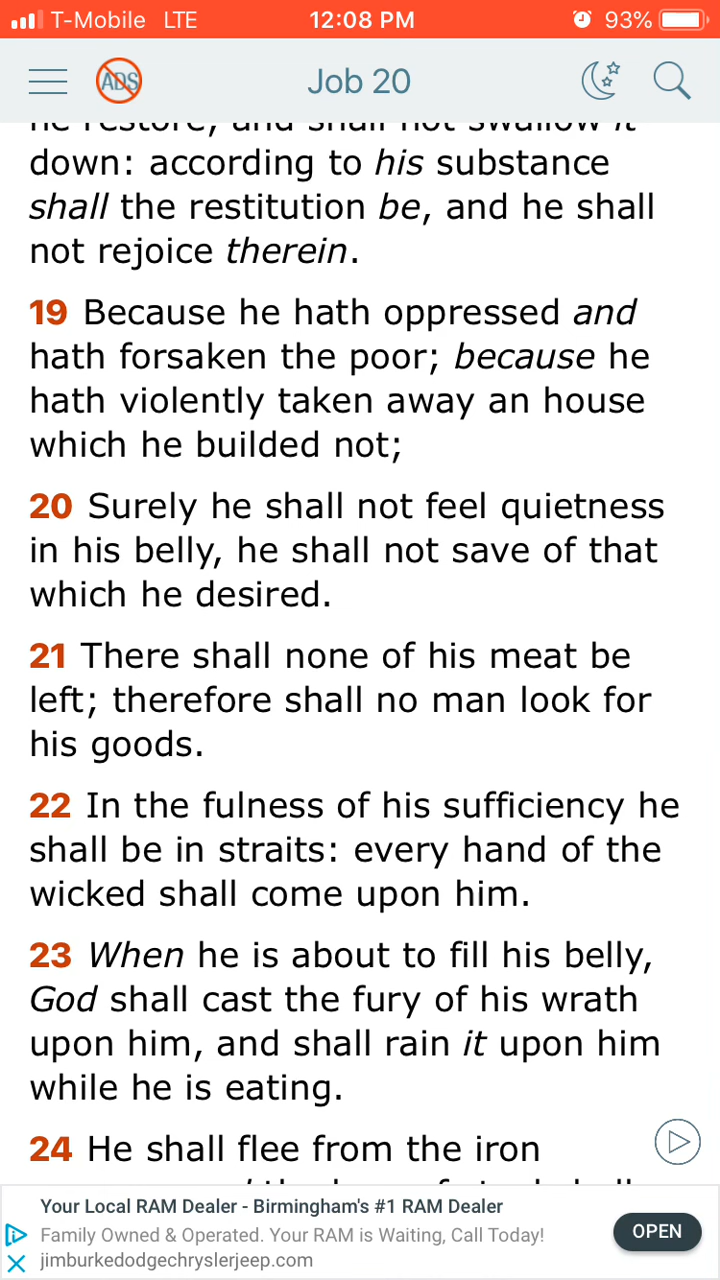 T-Mobile LTE 12:08 PM 93%
ADS Job 20
he restore, and shall not swallow it
down: according to his substance
shall the restitution be, and he shall
not rejoice therein.
19 Because he hath oppressed and
hath forsaken the poor; because he
hath violently taken away an house
which he builded not;
20 Surely he shall not feel quietness
in his belly, he shall not save of that
which he desired.
21 There shall none of his meat be
left; therefore shall no man look for
his goods.
22 In the fulness of his sufficiency he
shall be in straits: every hand of the
wicked shall come upon him.
23 When he is about to fill his belly,
God shall cast the fury of his wrath
upon him, and shall rain it upon him
while he is eating.
24 He shall flee from the iron
Your Local RAM Dealer - Birmingham's #1 RAM Dealer
Family Owned & Operated. Your RAM is Waiting, Call Today!
jimburkedodgechryslerjeep.com
OPEN